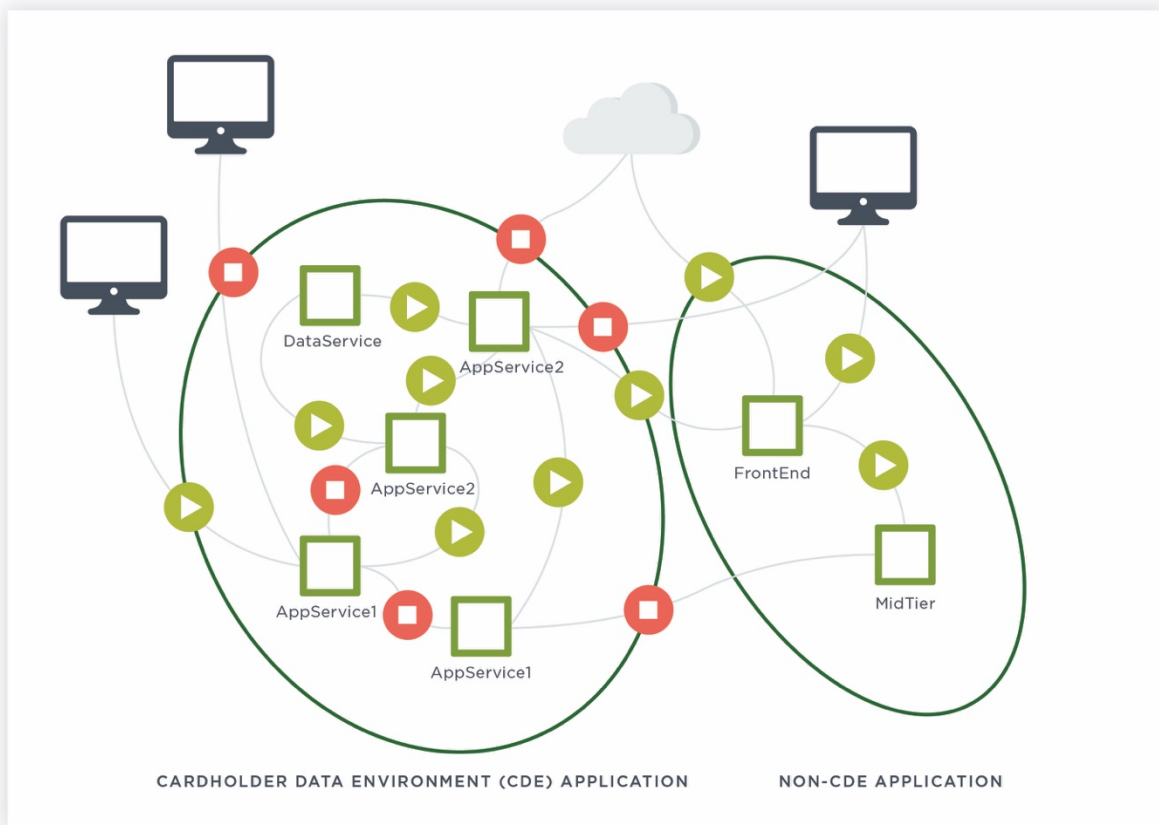 DataService
AppService2
AppService2
FrontEnd
AppService1
MidTier
AppService1
CARDHOLDER DATA ENVIRONMENT (CDE) APPLICATION
NON-CDE APPLICATION